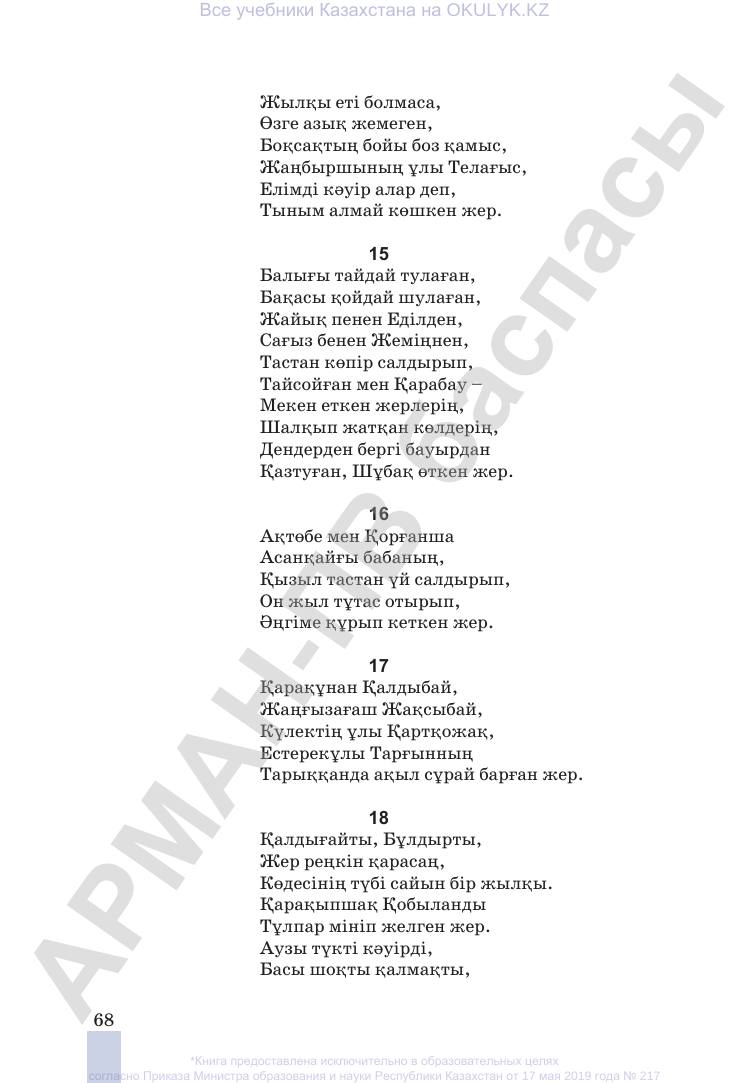 Все учебники Казахстана на OKULYK.KZ
Жылқы еті болмаса,
Өзге азық жемеген,
Боқсақтың бойы боз қамыс,
Жаңбыршының ұлы Телағыс,
Елімді кәуір алар деп,
Тыным алмай көшкен жер.
15
Балығы тайдай тулаған,
Бақасы қойдай шулаған,
Жайық пенен Еділден,
Сағыз бенен Жеміңнен,
Тастан көпір салдырып,
Тайсойған мен Қарабау –
Мекен еткен жерлерің,
Шалқып жатқан көлдерің,
Дендерден бергі бауырдан
Қазтуған, Шұбақ өткен жер.
16
Ақтөбе мен Қорғанша
Асанқайғы бабаның,
Қызыл тастан үй салдырып,
Он жыл тұтас отырып,
Әңгіме құрып кеткен жер.
17
Қарақұнан Қалдыбай,
Жаңғызағаш Жақсыбай,
Күлектің ұлы Қартқожақ,
Естерекұлы Тарғынның
Тарыққанда ақыл сұрай барған жер.
18
Қалдығайты, Бұлдырты,
Жер реңкін қарасаң,
Көдесінің түбі сайын бір жылқы.
Қарақыпшақ Қобыланды
Тұлпар мініп желген жер.
Аузы түкті кәуірді,
Басы шоқты қалмақты,
68
АРМАН-ПВ баспасы
*Книга предоставлена исключительно в образовательных целях
согласно Приказа Министра образования и науки Республики Казахстан от 17 мая 2019 года № 217